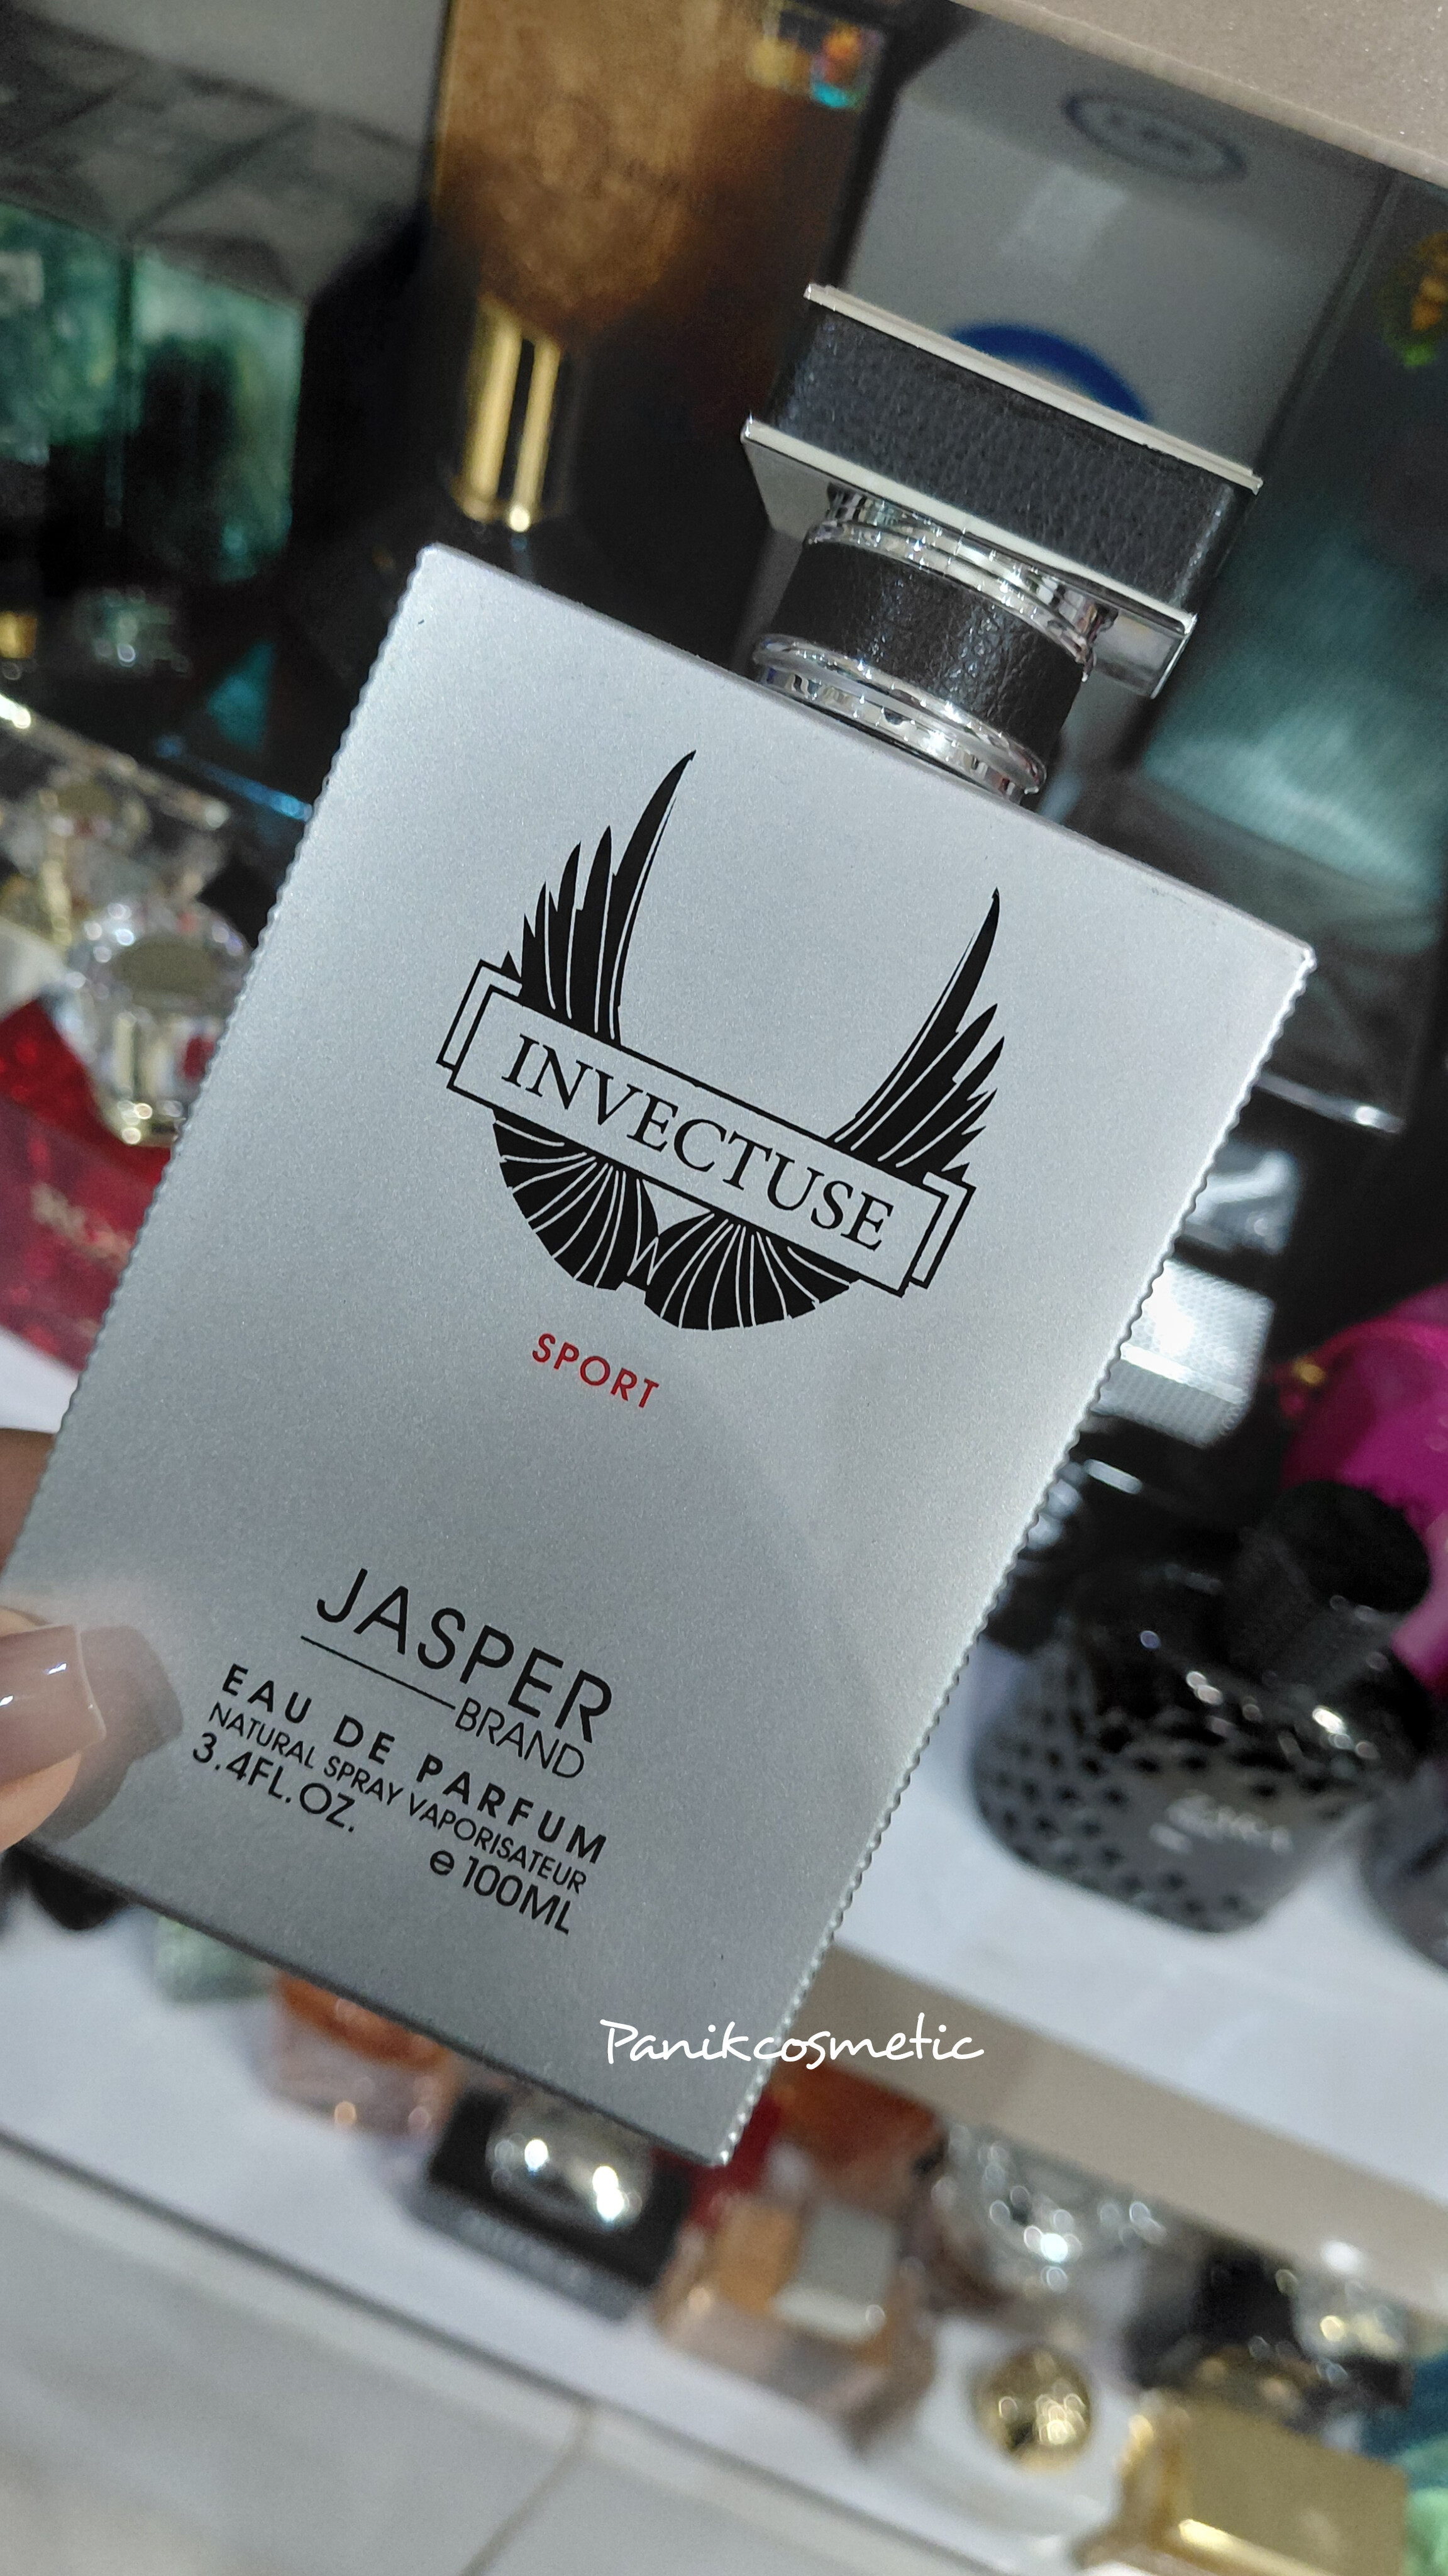 INVECTUSE
SPORT
JASPER
BRAND
EAU DE PARFUM
NATURAL SPRAY VAPORISATEUR
3.4FL.OZ.
e 100ML
Panikcosmetic